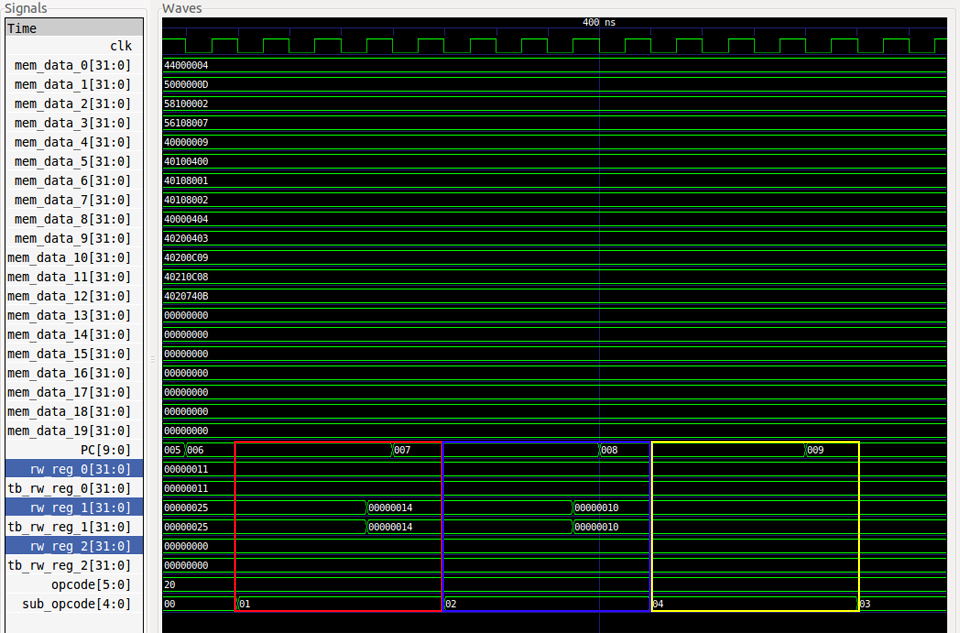 Signals Waves
Time 400 ns
clk
mem_data_0[31:0] 44000004
mem_data_1[31:0] 5000000D
mem_data_2[31:0] 58100002
mem_data_3[31:0] 56108007
mem_data_4[31:0] 40000009
mem_data_5[31:0] 40100400
mem_data_6[31:0] 40108001
mem_data_7[31:0] 40108002
mem_data_8[31:0] 40000404
mem_data_9[31:0] 40200403
mem_data_10[31:0] 40200C09
mem_data_11[31:0] 40210C08
mem_data_12[31:0] 4020740B
mem_data_13[31:0] 00000000
mem_data_14[31:0] 00000000
mem_data_15[31:0] 00000000
mem_data_16[31:0] 00000000
mem_data_17[31:0] 00000000
mem_data_18[31:0] 00000000
mem_data_19[31:0] 00000000
PC[9:0] 005 006 007 008 009
rw_reg_0[31:0] 00000011
tb_rw_reg_0[31:0] 00000011
rw_reg_1[31:0] 00000025 00000014 00000010
tb_rw_reg_1[31:0] 00000025 00000014 00000010
rw_reg_2[31:0] 00000000
tb_rw_reg_2[31:0] 00000000
opcode[5:0] 20
sub_opcode[4:0] 00 01 02 04 03